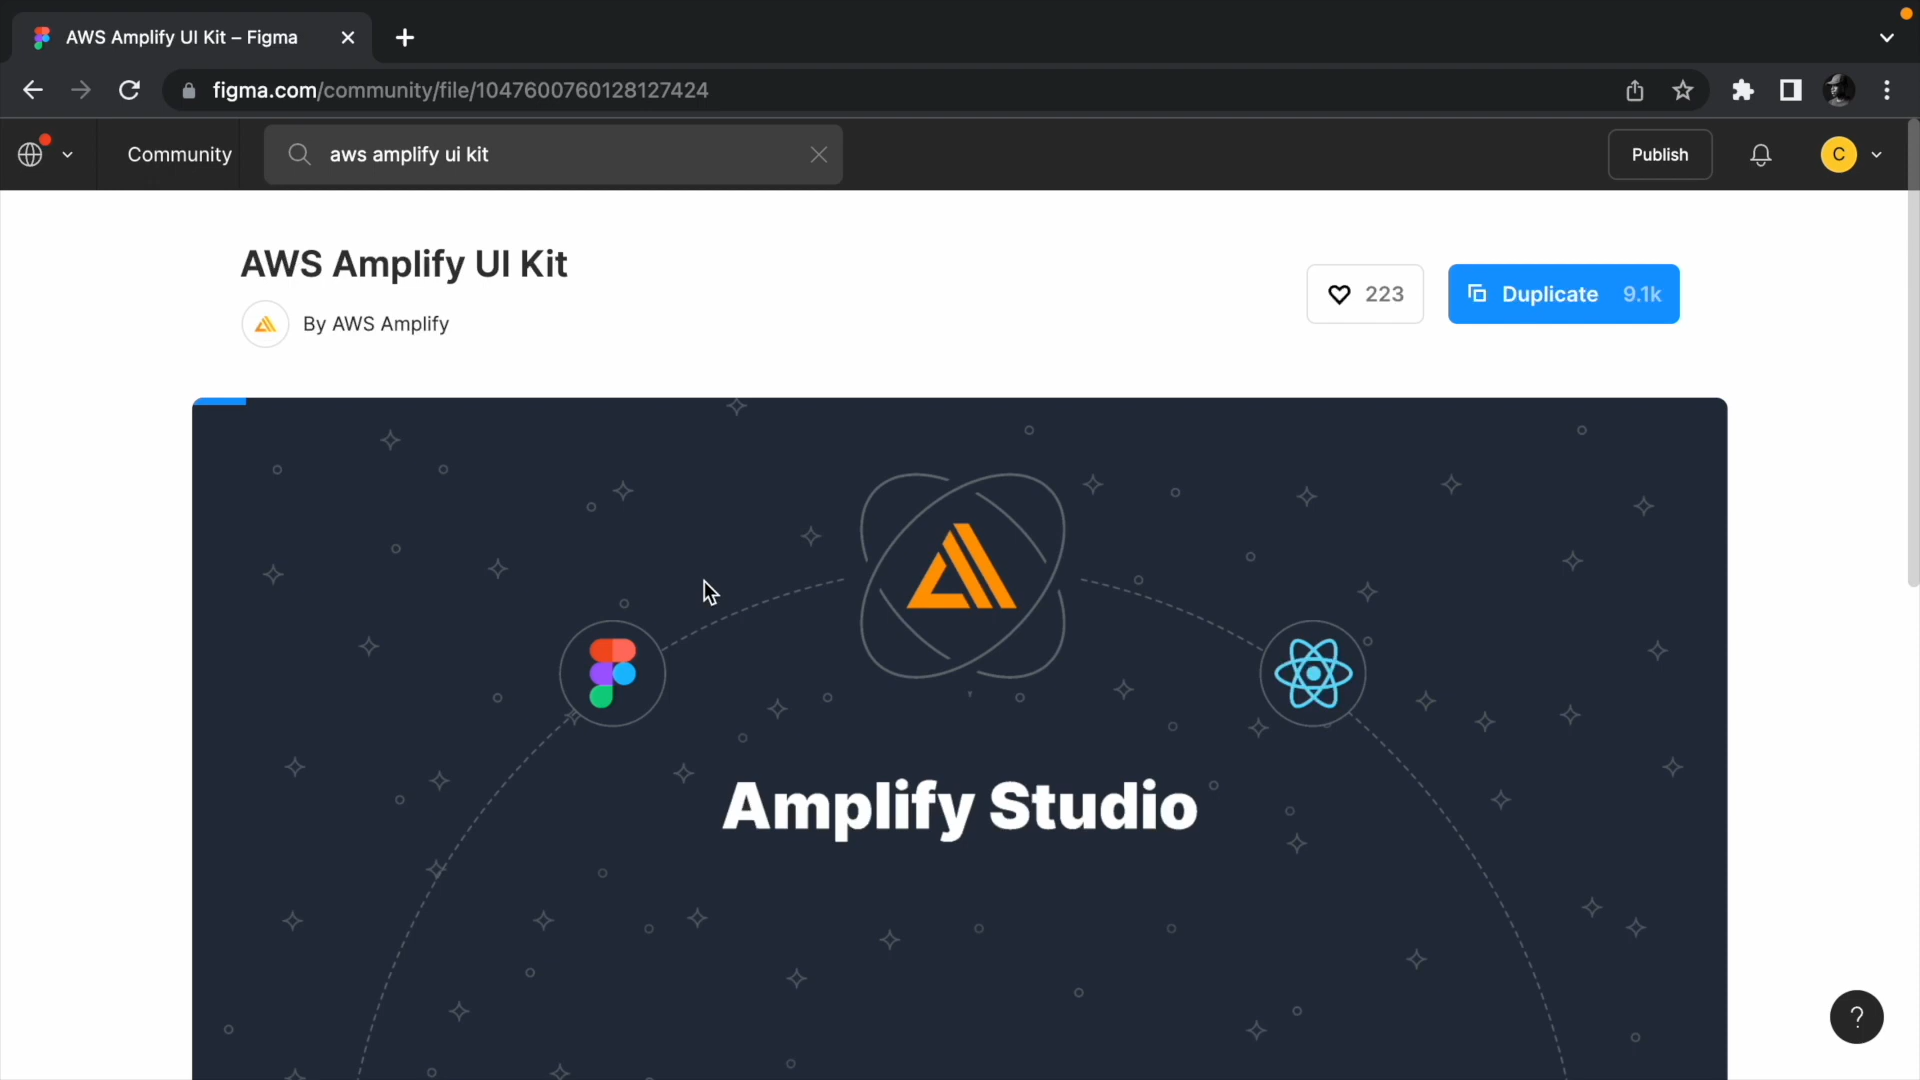 AWS Amplify UI Kit – Figma
figma.com/community/file/1047600760128127424
Community
aws amplify ui kit
Publish
C
AWS Amplify UI Kit
By AWS Amplify
223
Duplicate 9.1k
Amplify Studio
?